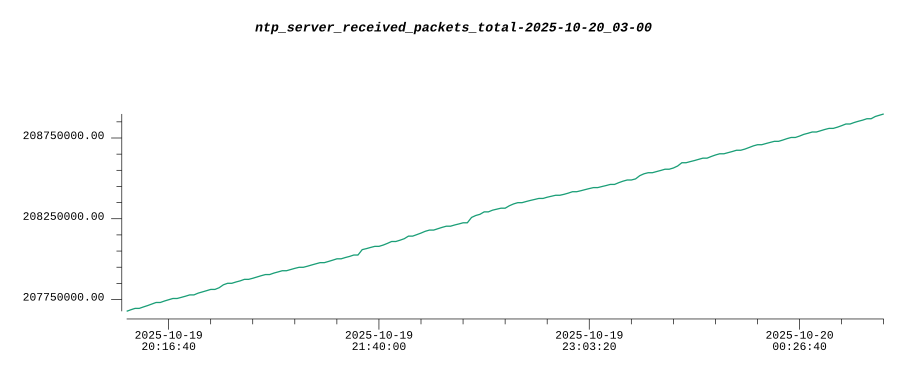 ntp_server_received_packets_total-2025-10-20_03-00
208750000.00
208250000.00
207750000.00
2025-10-19 2025-10-19 2025-10-19 2025-10-20
20:16:40 21:40:00 23:03:20 00:26:40